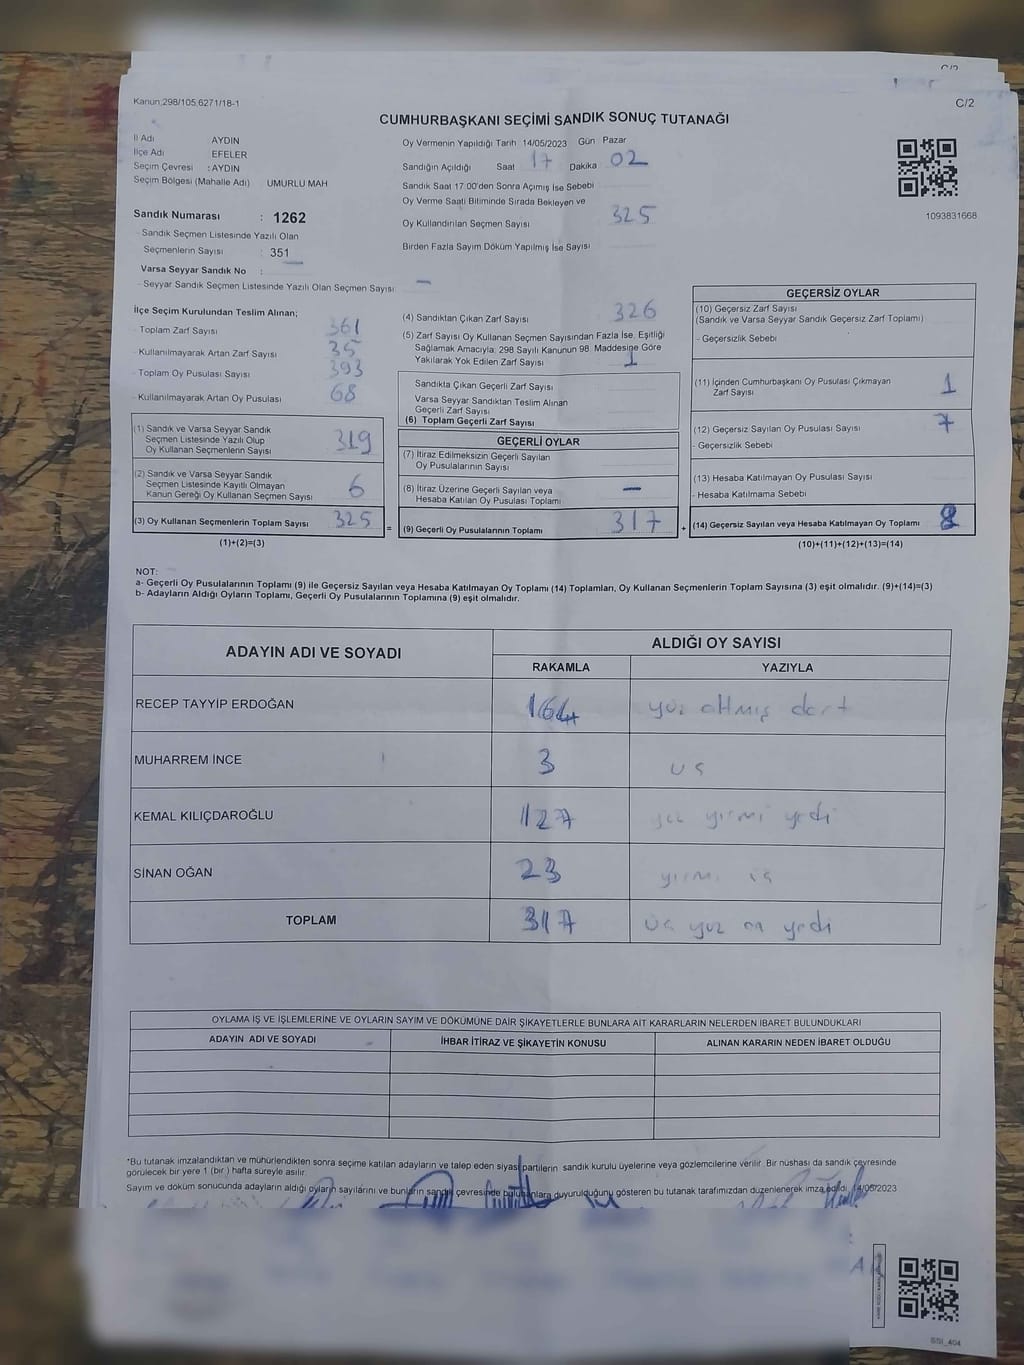 C/2
Kanun:298/105,6271/18-1
C/2
CUMHURBAŞKANI SEÇİMİ SANDIK SONUÇ TUTANAĞI
İl Adı AYDIN
İlçe Adı EFELER
Seçim Çevresi : AYDIN
Seçim Bölgesi (Mahalle Adı) UMURLU MAH
Sandık Numarası : 1262
- Sandık Seçmen Listesinde Yazılı Olan
Seçmenlerin Sayısı : 351
Varsa Seyyar Sandık No :
- Seyyar Sandık Seçmen Listesinde Yazılı Olan Seçmen Sayısı —
Oy Vermenin Yapıldığı Tarih 14/05/2023 Gün Pazar
Sandığın Açıldığı Saat 17 Dakika 02
Sandık Saat 17:00'den Sonra Açımış İse Sebebi
Oy Verme Saati Bitiminde Sırada Bekleyen ve
Oy Kullandırılan Seçmen Sayısı 325
Birden Fazla Sayım Döküm Yapılmış İse Sayısı
1093831668
İlçe Seçim Kurulundan Teslim Alınan;
- Toplam Zarf Sayısı 361
- Kullanılmayarak Artan Zarf Sayısı 35
- Toplam Oy Pusulası Sayısı 393
- Kullanılmayarak Artan Oy Pusulası 68
(1) Sandık ve Varsa Seyyar Sandık
Seçmen Listesinde Yazılı Olup
Oy Kullanan Seçmenlerin Sayısı 319
(2) Sandık ve Varsa Seyyar Sandık
Seçmen Listesinde Kayıtlı Olmayan
Kanun Gereği Oy Kullanan Seçmen Sayısı 6
(3) Oy Kullanan Seçmenlerin Toplam Sayısı 325
(1)+(2)=(3)
=
(4) Sandıktan Çıkan Zarf Sayısı 326
(5) Zarf Sayısı Oy Kullanan Seçmen Sayısından Fazla İse, Eşitliği
Sağlamak Amacıyla, 298 Sayılı Kanunun 98. Maddesine Göre
Yakılarak Yok Edilen Zarf Sayısı 1
Sandıkta Çıkan Geçerli Zarf Sayısı
Varsa Seyyar Sandıktan Teslim Alınan
Geçerli Zarf Sayısı
(6) Toplam Geçerli Zarf Sayısı
GEÇERLİ OYLAR
(7) İtiraz Edilmeksizin Geçerli Sayılan
Oy Pusulalarının Sayısı
(8) İtiraz Üzerine Geçerli Sayılan veya
Hesaba Katılan Oy Pusulası Toplamı —
(9) Geçerli Oy Pusulalarının Toplamı 317
+
GEÇERSİZ OYLAR
(10) Geçersiz Zarf Sayısı
(Sandık ve Varsa Seyyar Sandık Geçersiz Zarf Toplamı)
- Geçersizlik Sebebi
(11) İçinden Cumhurbaşkanı Oy Pusulası Çıkmayan
Zarf Sayısı 1
(12) Geçersiz Sayılan Oy Pusulası Sayısı 7
- Geçersizlik Sebebi
(13) Hesaba Katılmayan Oy Pusulası Sayısı
- Hesaba Katılmama Sebebi
(14) Geçersiz Sayılan veya Hesaba Katılmayan Oy Toplamı 8
(10)+(11)+(12)+(13)=(14)
NOT:
a- Geçerli Oy Pusulalarının Toplamı (9) ile Geçersiz Sayılan veya Hesaba Katılmayan Oy Toplamı (14) Toplamları, Oy Kullanan Seçmenlerin Toplam Sayısına (3) eşit olmalıdır. (9)+(14)=(3)
b- Adayların Aldığı Oyların Toplamı, Geçerli Oy Pusulalarının Toplamına (9) eşit olmalıdır.
ADAYIN ADI VE SOYADI ALDIĞI OY SAYISI
RAKAMLA YAZIYLA
RECEP TAYYİP ERDOĞAN 164 yüz altmış dört
MUHARREM İNCE 3 üç
KEMAL KILIÇDAROĞLU 127 yüz yirmi yedi
SİNAN OĞAN 23 yirmi üç
TOPLAM 317 üç yüz on yedi
OYLAMA İŞ VE İŞLEMLERİNE VE OYLARIN SAYIM VE DÖKÜMÜNE DAİR ŞİKAYETLERLE BUNLARA AİT KARARLARIN NELERDEN İBARET BULUNDUKLARI
ADAYIN ADI VE SOYADI İHBAR İTİRAZ VE ŞİKAYETİN KONUSU ALINAN KARARIN NEDEN İBARET OLDUĞU
*Bu tutanak imzalandıktan ve mühürlendikten sonra seçime katılan adayların ve talep eden siyasi partilerin sandık kurulu üyelerine veya gözlemcilerine verilir. Bir nüshası da sandık çevresinde
görülecek bir yere 1 (bir) hafta süreyle asılır.
Sayım ve döküm sonucunda adayların aldığı oyların sayılarını ve bunların sandık çevresinde bulunanlara duyurulduğunu gösteren bu tutanak tarafımızdan düzenlenerek imza edildi. 14/05/2023
SSI_404